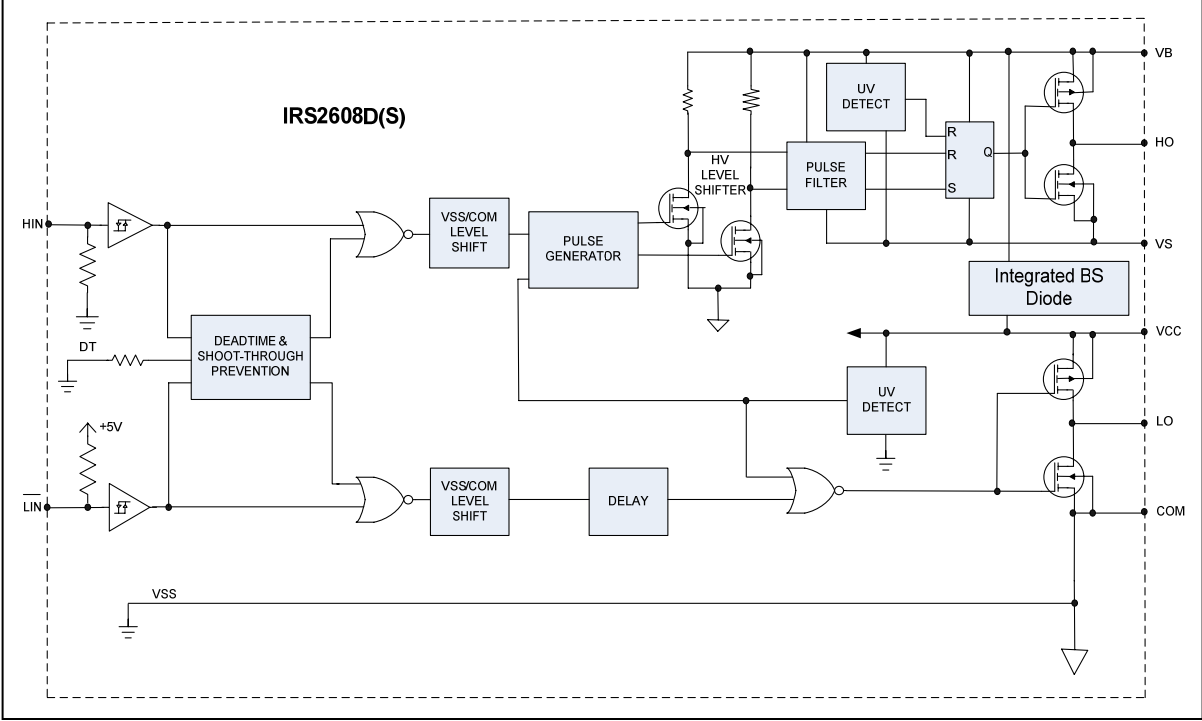 VB
UV
DETECT
IRS2608D(S)
R
R
Q
S
HO
HV
LEVEL
SHIFTER
PULSE
FILTER
HIN
VSS/COM
LEVEL
SHIFT
PULSE
GENERATOR
VS
Integrated BS
Diode
DT
DEADTIME &
SHOOT-THROUGH
PREVENTION
VCC
UV
DETECT
+5V
LO
LIN
VSS/COM
LEVEL
SHIFT
DELAY
COM
VSS